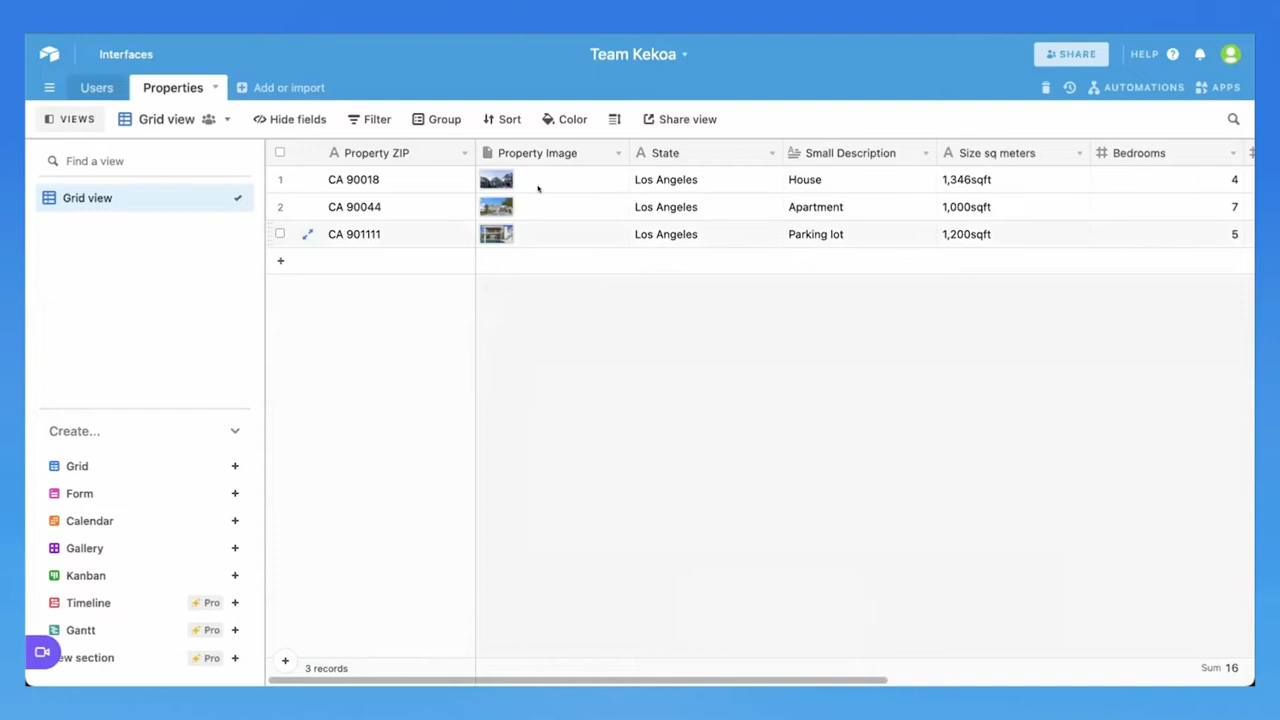 Interfaces
Team Kekoa
SHARE
HELP
Users
Properties
Add or import
AUTOMATIONS
APPS
VIEWS
Grid view
Hide fields
Filter
Group
Sort
Color
Share view
Find a view
Grid view
Create...
Grid
Form
Calendar
Gallery
Kanban
Timeline Pro
Gantt Pro
ew section Pro
Property ZIP Property Image State Small Description Size sq meters Bedrooms
1 CA 90018 Los Angeles House 1,346sqft 4
2 CA 90044 Los Angeles Apartment 1,000sqft 7
CA 901111 Los Angeles Parking lot 1,200sqft 5
3 records
Sum 16